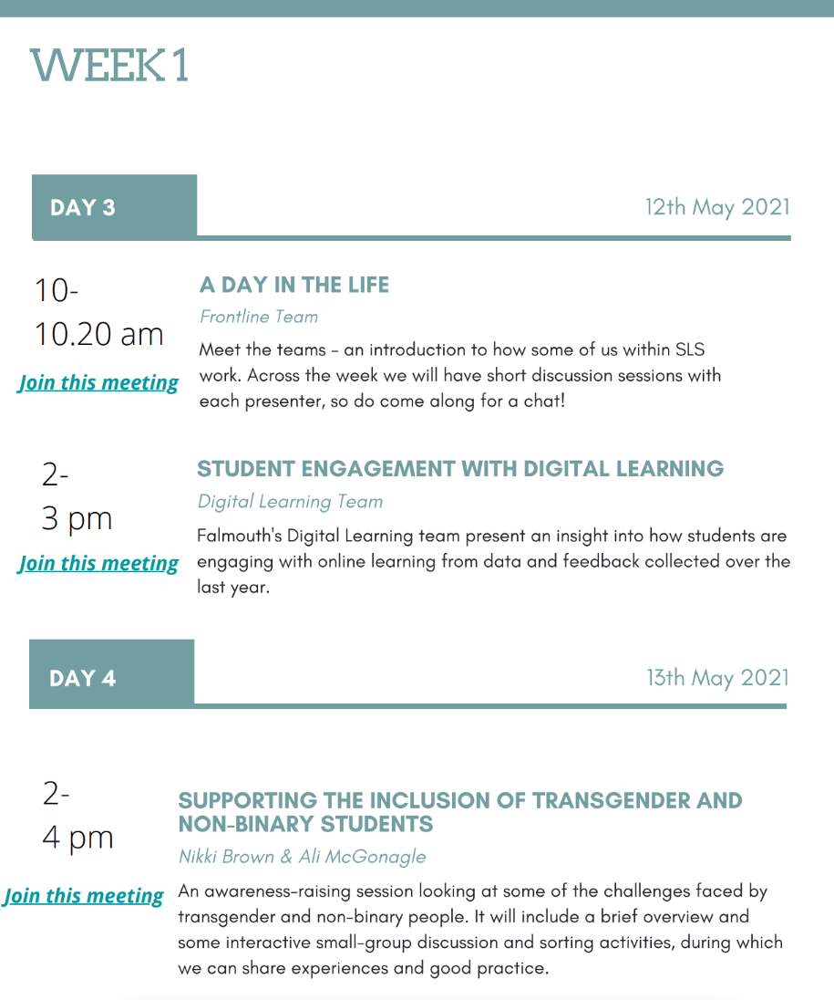 WEEK 1
DAY 3
12th May 2021
10-
10.20 am
Join this meeting
A DAY IN THE LIFE
Frontline Team
Meet the teams - an introduction to how some of us within SLS
work. Across the week we will have short discussion sessions with
each presenter, so do come along for a chat!
2-
3 pm
Join this meeting
STUDENT ENGAGEMENT WITH DIGITAL LEARNING
Digital Learning Team
Falmouth's Digital Learning team present an insight into how students are
engaging with online learning from data and feedback collected over the
last year.
DAY 4
13th May 2021
2-
4 pm
Join this meeting
SUPPORTING THE INCLUSION OF TRANSGENDER AND
NON-BINARY STUDENTS
Nikki Brown & Ali McGonagle
An awareness-raising session looking at some of the challenges faced by
transgender and non-binary people. It will include a brief overview and
some interactive small-group discussion and sorting activities, during which
we can share experiences and good practice.